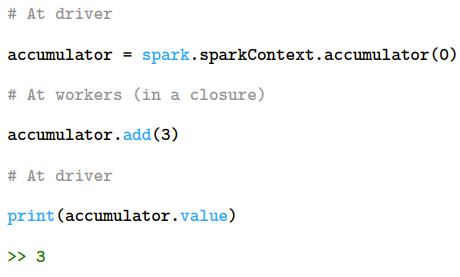 # At driver
accumulator = spark.sparkContext.accumulator(0)
# At workers (in a closure)
accumulator.add(3)
# At driver
print(accumulator.value)
>> 3